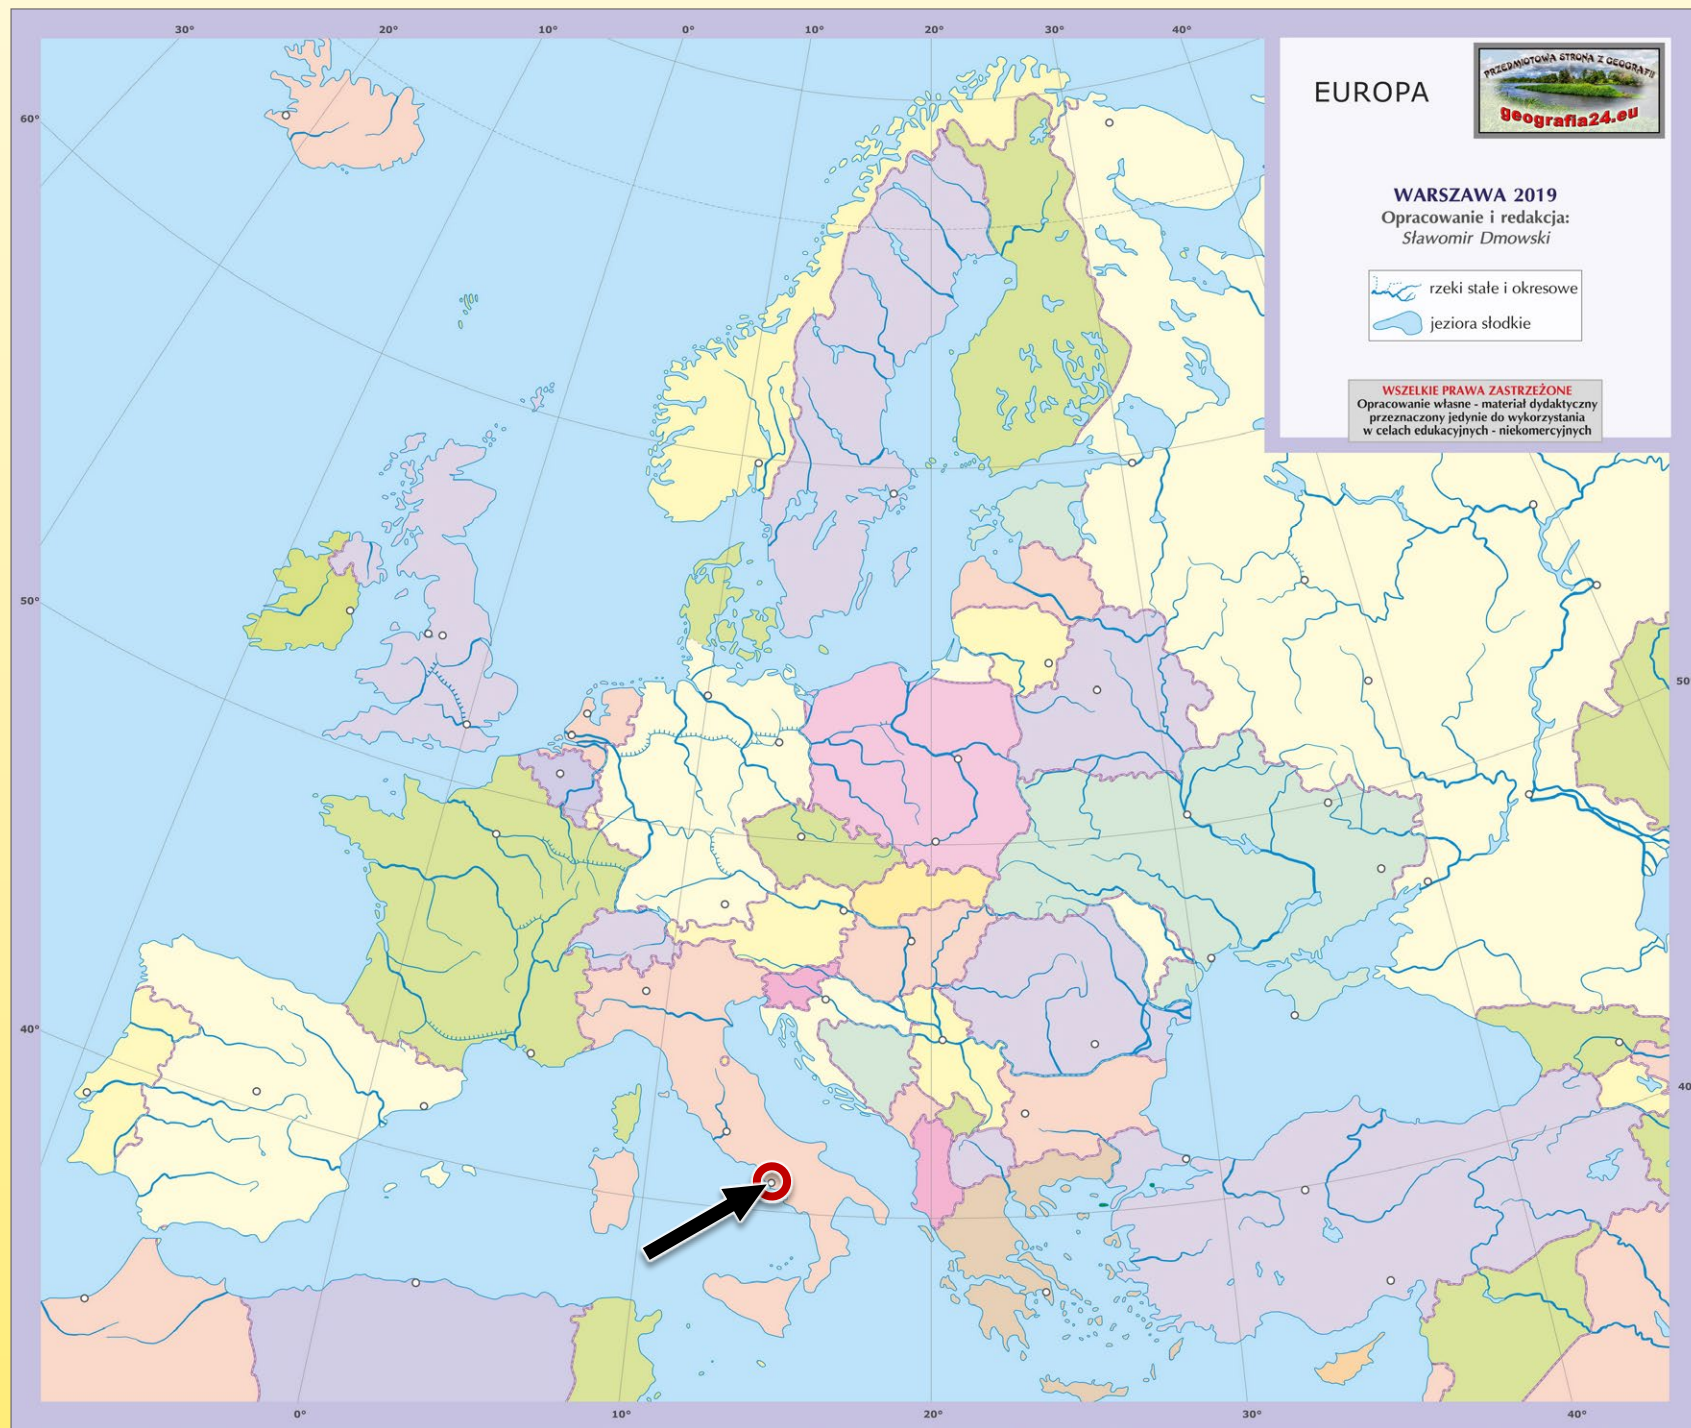 30°
20°
10°
0°
10°
20°
30°
40°
60°
50°
40°
50
40
0°
10°
20°
30°
40°
EUROPA
PRZEDMIOTOWA STRONA Z GEOGRAFII
geografia24.eu
WARSZAWA 2019
Opracowanie i redakcja:
Sławomir Dmowski
rzeki stałe i okresowe
jeziora słodkie
WSZELKIE PRAWA ZASTRZEŻONE
Opracowanie własne - materiał dydaktyczny
przeznaczony jedynie do wykorzystania
w celach edukacyjnych - niekomercyjnych